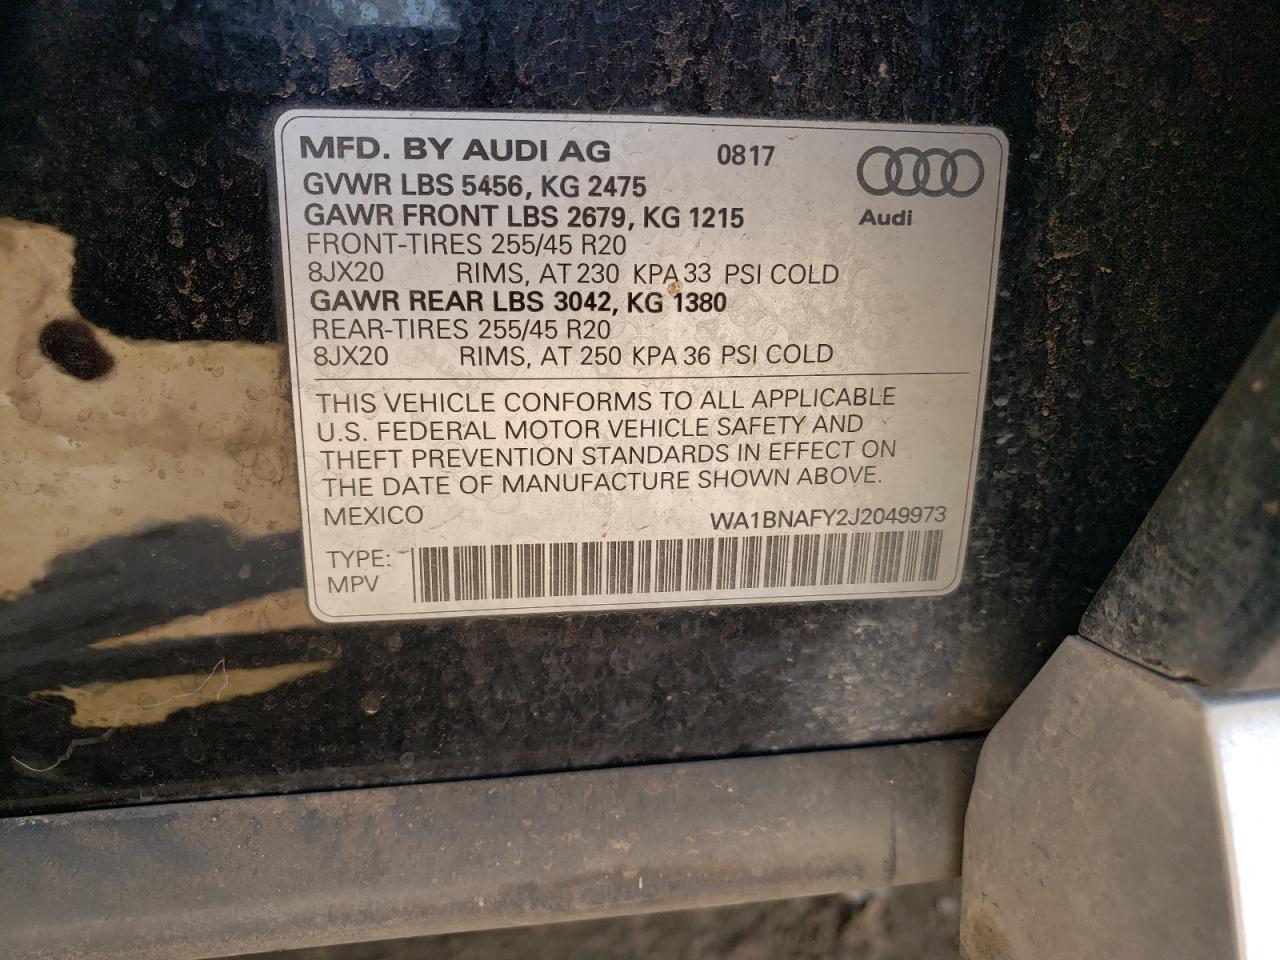 MFD. BY AUDI AG 0817
Audi
GVWR LBS 5456, KG 2475
GAWR FRONT LBS 2679, KG 1215
FRONT-TIRES 255/45 R20
8JX20 RIMS, AT 230 KPA 33 PSI COLD
GAWR REAR LBS 3042, KG 1380
REAR-TIRES 255/45 R20
8JX20 RIMS, AT 250 KPA 36 PSI COLD
THIS VEHICLE CONFORMS TO ALL APPLICABLE
U.S. FEDERAL MOTOR VEHICLE SAFETY AND
THEFT PREVENTION STANDARDS IN EFFECT ON
THE DATE OF MANUFACTURE SHOWN ABOVE.
MEXICO WA1BNAFY2J2049973
TYPE:
MPV